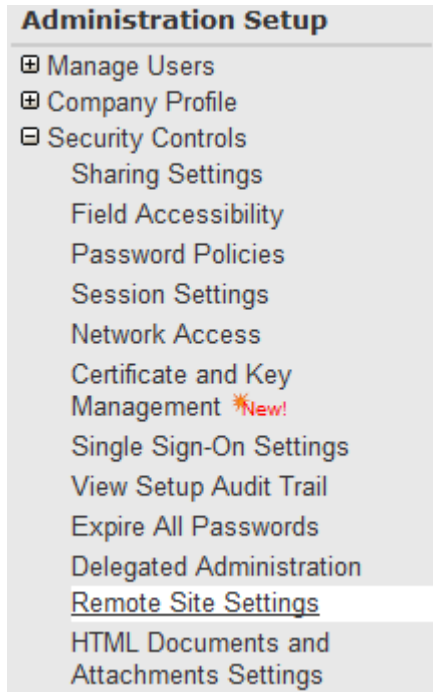 Administration Setup
Manage Users
Company Profile
Security Controls
Sharing Settings
Field Accessibility
Password Policies
Session Settings
Network Access
Certificate and Key
Management New!
Single Sign-On Settings
View Setup Audit Trail
Expire All Passwords
Delegated Administration
Remote Site Settings
HTML Documents and
Attachments Settings